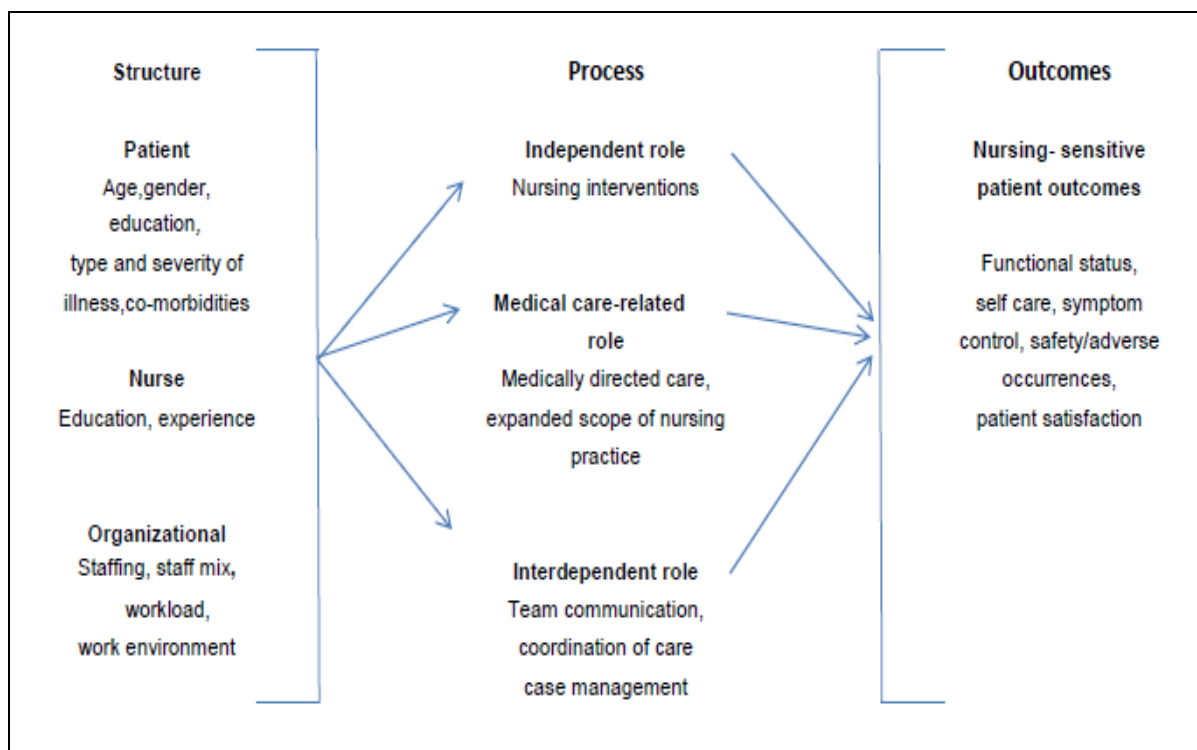 Structure
Patient
Age,gender,
education,
type and severity of
illness,co-morbidities
Nurse
Education, experience
Organizational
Staffing, staff mix,
workload,
work environment
Process
Independent role
Nursing interventions
Medical care-related
role
Medically directed care,
expanded scope of nursing
practice
Interdependent role
Team communication,
coordination of care
case management
Outcomes
Nursing- sensitive
patient outcomes
Functional status,
self care, symptom
control, safety/adverse
occurrences,
patient satisfaction